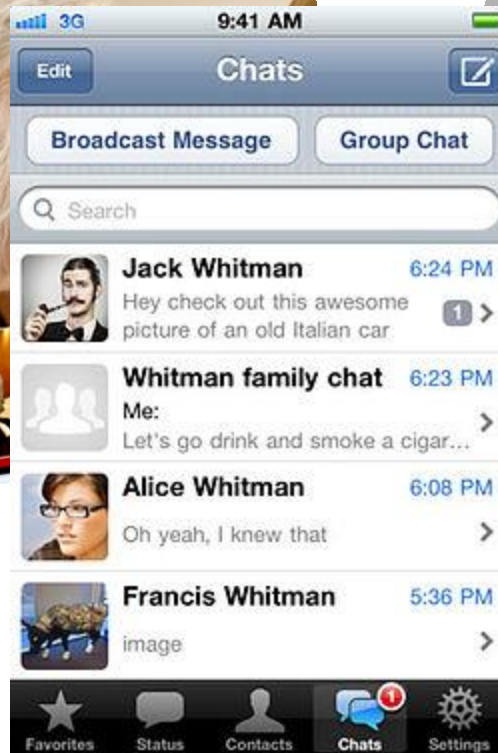 3G 9:41 AM
Edit Chats
Broadcast Message Group Chat
Search
Jack Whitman 6:24 PM
Hey check out this awesome
picture of an old Italian car 1
Whitman family chat 6:23 PM
Me:
Let's go drink and smoke a cigar...
Alice Whitman 6:08 PM
Oh yeah, I knew that
Francis Whitman 5:36 PM
image
1
Favorites Status Contacts Chats Settings